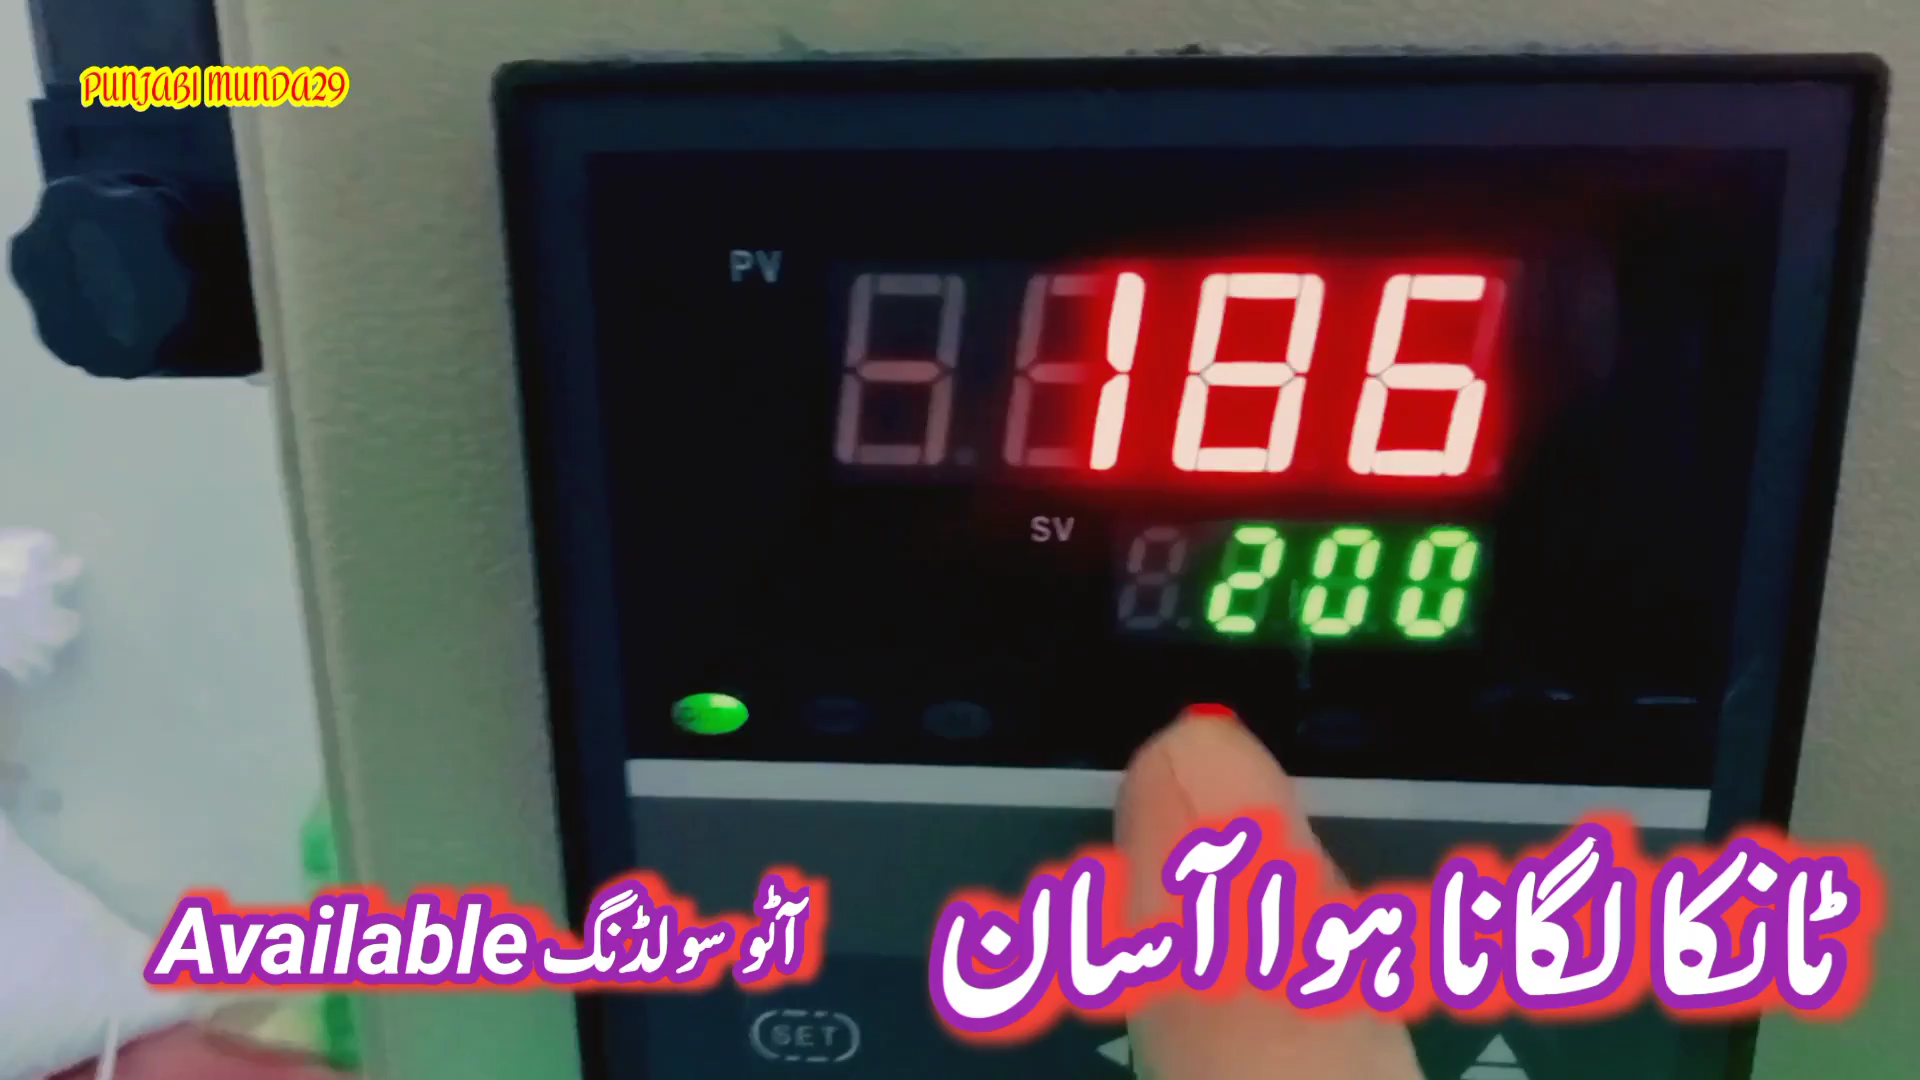 PUNJABI MUNDA29
PV
186
SV
200
ٹانکا لگانا ہوا آسان
آٹو سولڈنگ Available
SET